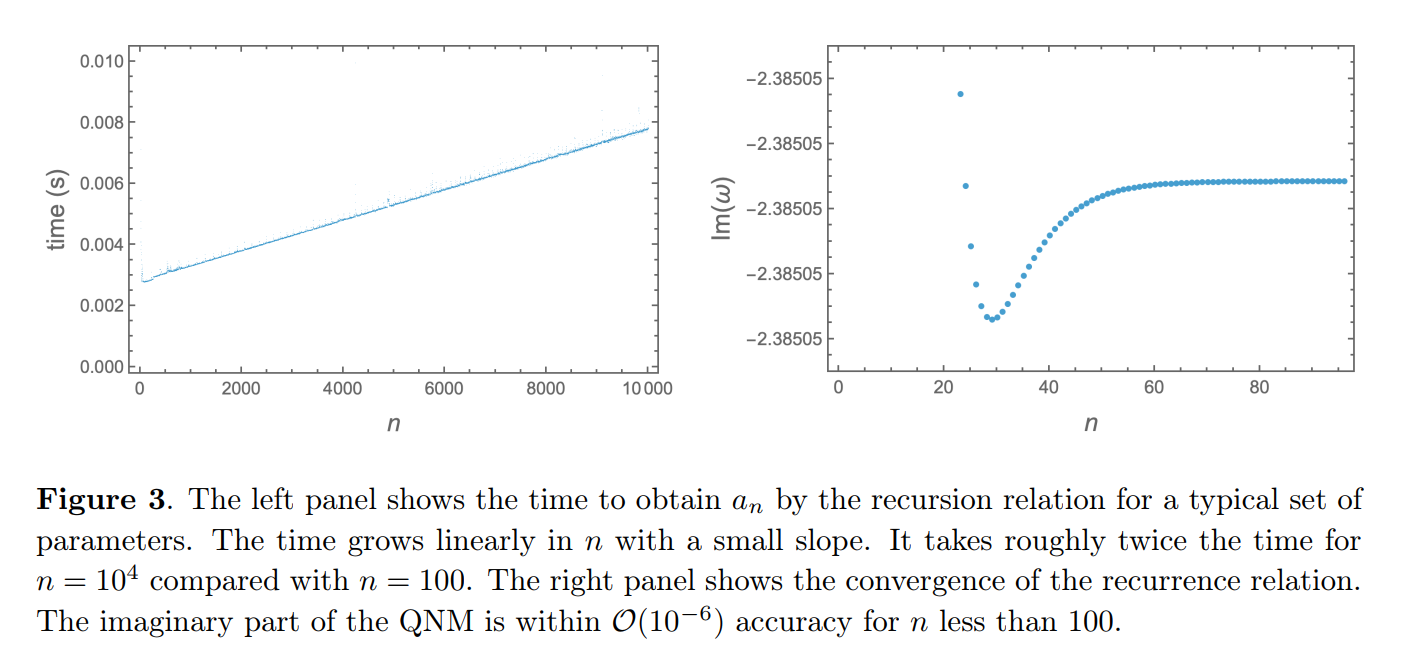 0.010
0.008
0.006
0.004
0.002
0.000
time (s)
0 2000 4000 6000 8000 10000
n
−2.38505
−2.38505
−2.38505
−2.38505
−2.38505
Im(ω)
0 20 40 60 80
n
Figure 3. The left panel shows the time to obtain aₙ by the recursion relation for a typical set of
parameters. The time grows linearly in n with a small slope. It takes roughly twice the time for
n = 10⁴ compared with n = 100. The right panel shows the convergence of the recurrence relation.
The imaginary part of the QNM is within 𝒪(10⁻⁶) accuracy for n less than 100.